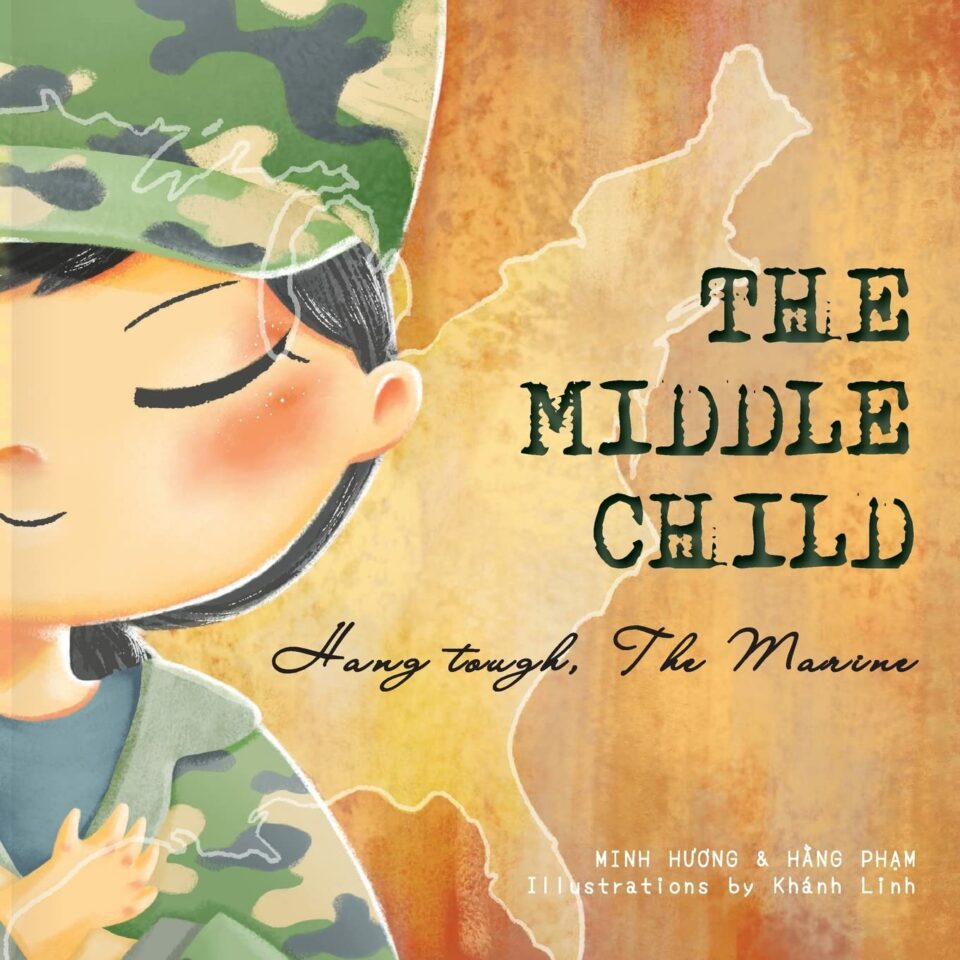 THE
MIDDLE
CHILD
Hang tough, The Marine
MINH HƯƠNG & HẰNG PHẠM
Illustrations by Khánh Linh